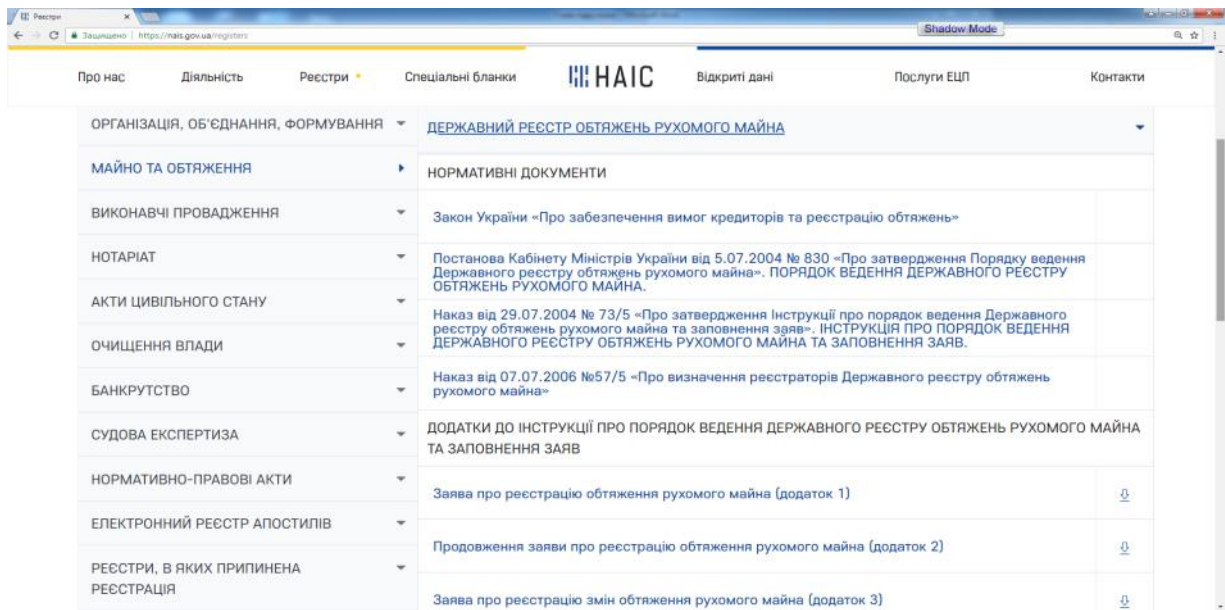 Реєстри
Shadow Mode
Защищено | https://nais.gov.ua/registers
Про нас Діяльність Реєстри Спеціальні бланки НАІС Відкриті дані Послуги ЕЦП Контакти
ОРГАНІЗАЦІЯ, ОБ'ЄДНАННЯ, ФОРМУВАННЯ
МАЙНО ТА ОБТЯЖЕННЯ
ВИКОНАВЧІ ПРОВАДЖЕННЯ
НОТАРІАТ
АКТИ ЦИВІЛЬНОГО СТАНУ
ОЧИЩЕННЯ ВЛАДИ
БАНКРУТСТВО
СУДОВА ЕКСПЕРТИЗА
НОРМАТИВНО-ПРАВОВІ АКТИ
ЕЛЕКТРОННИЙ РЕЄСТР АПОСТИЛІВ
РЕЄСТРИ, В ЯКИХ ПРИПИНЕНА
РЕЄСТРАЦІЯ
ДЕРЖАВНИЙ РЕЄСТР ОБТЯЖЕНЬ РУХОМОГО МАЙНА
НОРМАТИВНІ ДОКУМЕНТИ
Закон України «Про забезпечення вимог кредиторів та реєстрацію обтяжень»
Постанова Кабінету Міністрів України від 5.07.2004 № 830 «Про затвердження Порядку ведення
Державного реєстру обтяжень рухомого майна». ПОРЯДОК ВЕДЕННЯ ДЕРЖАВНОГО РЕЄСТРУ
ОБТЯЖЕНЬ РУХОМОГО МАЙНА.
Наказ від 29.07.2004 № 73/5 «Про затвердження Інструкції про порядок ведення Державного
реєстру обтяжень рухомого майна та заповнення заяв». ІНСТРУКЦІЯ ПРО ПОРЯДОК ВЕДЕННЯ
ДЕРЖАВНОГО РЕЄСТРУ ОБТЯЖЕНЬ РУХОМОГО МАЙНА ТА ЗАПОВНЕННЯ ЗАЯВ.
Наказ від 07.07.2006 №57/5 «Про визначення реєстраторів Державного реєстру обтяжень
рухомого майна»
ДОДАТКИ ДО ІНСТРУКЦІЇ ПРО ПОРЯДОК ВЕДЕННЯ ДЕРЖАВНОГО РЕЄСТРУ ОБТЯЖЕНЬ РУХОМОГО МАЙНА
ТА ЗАПОВНЕННЯ ЗАЯВ
Заява про реєстрацію обтяження рухомого майна (додаток 1)
Продовження заяви про реєстрацію обтяження рухомого майна (додаток 2)
Заява про реєстрацію змін обтяження рухомого майна (додаток 3)